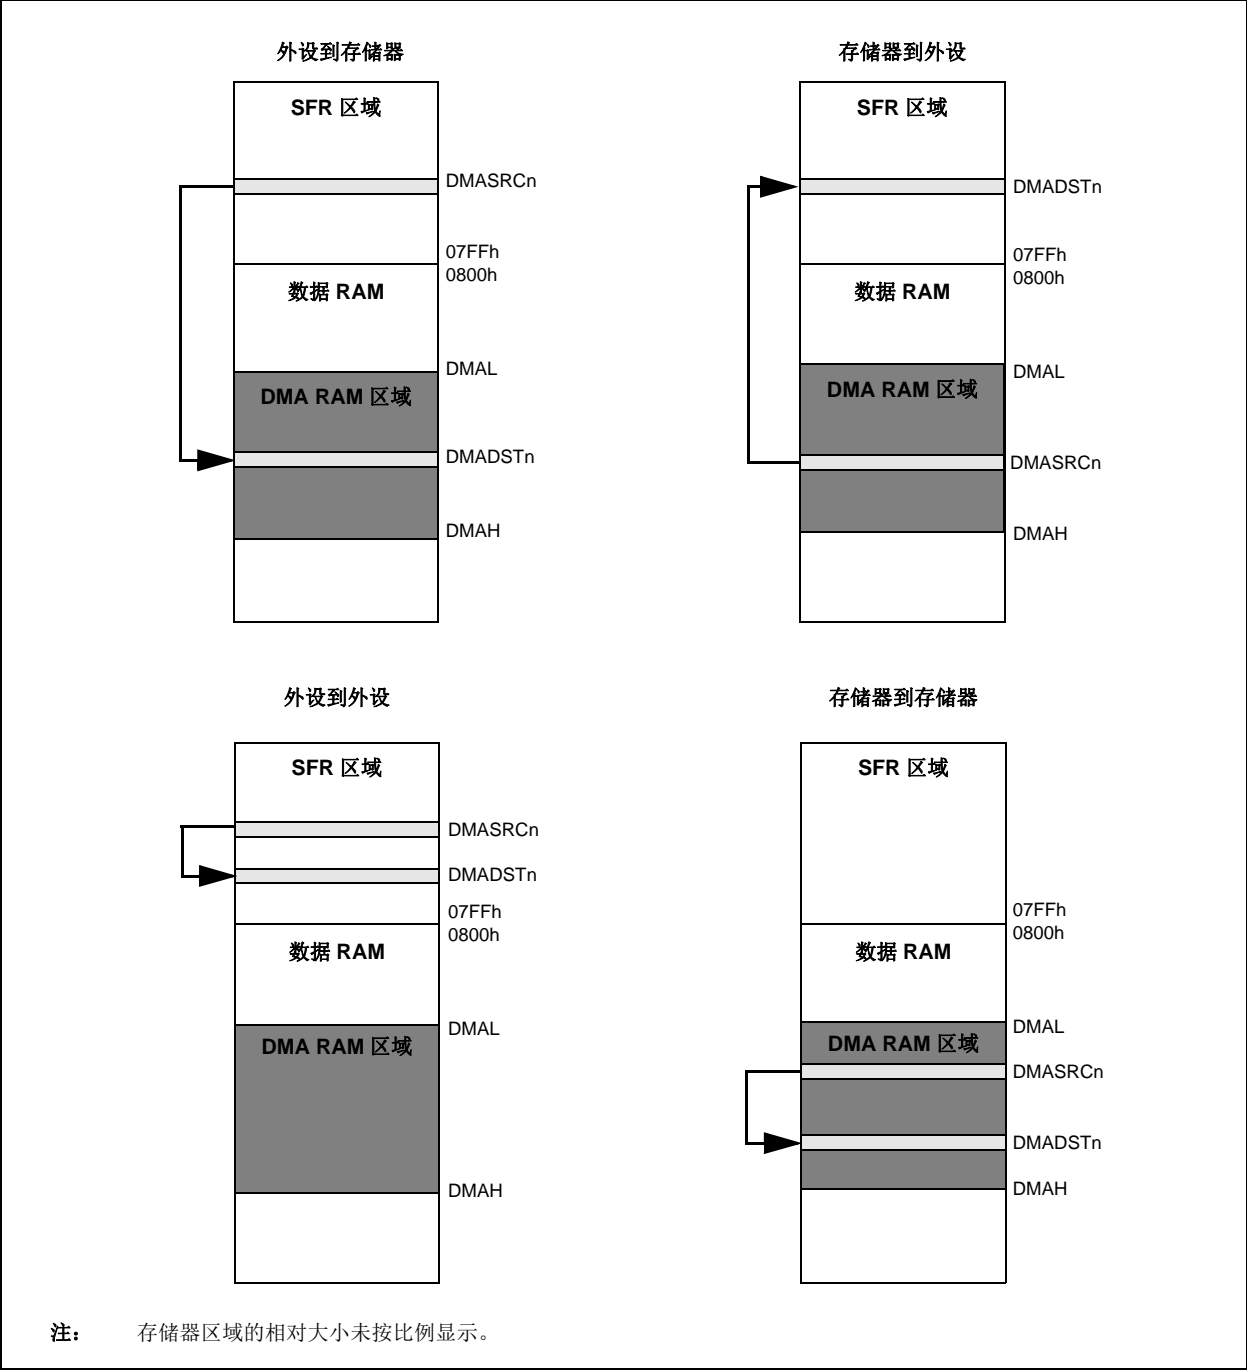 外设到存储器
SFR 区域
DMASRCn
07FFh
0800h
数据 RAM
DMAL
DMA RAM 区域
DMADSTn
DMAH
存储器到外设
SFR 区域
DMADSTn
07FFh
0800h
数据 RAM
DMAL
DMA RAM 区域
DMASRCn
DMAH
外设到外设
SFR 区域
DMASRCn
DMADSTn
07FFh
0800h
数据 RAM
DMAL
DMA RAM 区域
DMAH
存储器到存储器
SFR 区域
07FFh
0800h
数据 RAM
DMAL
DMA RAM 区域
DMASRCn
DMADSTn
DMAH
注： 存储器区域的相对大小未按比例显示。